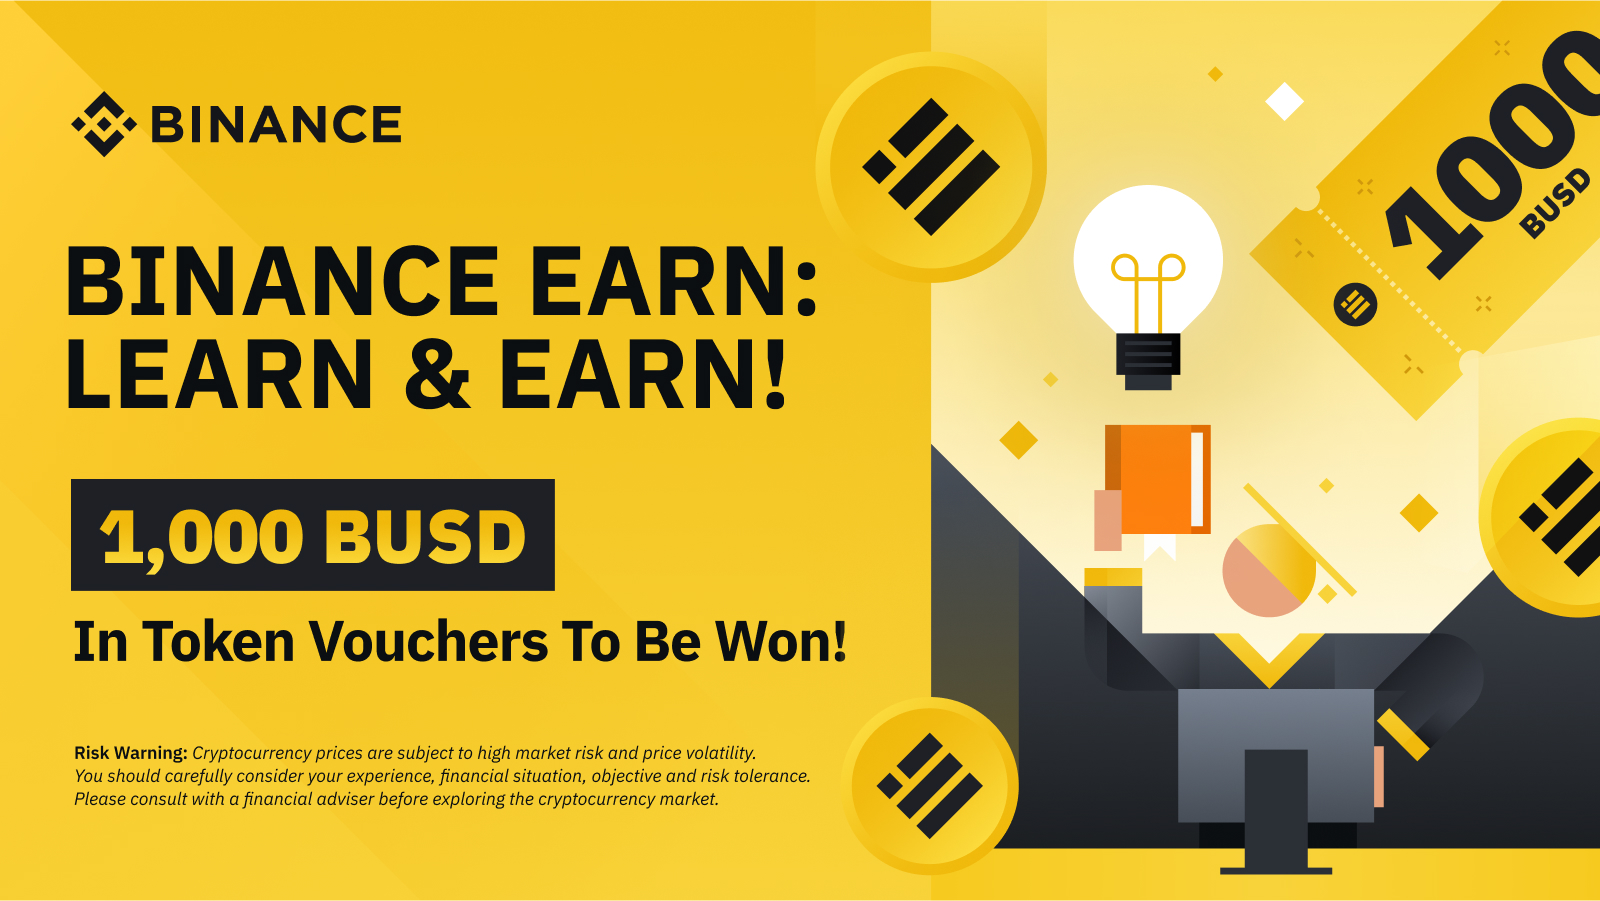 BINANCE
BINANCE EARN:
LEARN & EARN!
1,000 BUSD
In Token Vouchers To Be Won!
Risk Warning: Cryptocurrency prices are subject to high market risk and price volatility.
You should carefully consider your experience, financial situation, objective and risk tolerance.
Please consult with a financial adviser before exploring the cryptocurrency market.
1000
BUSD